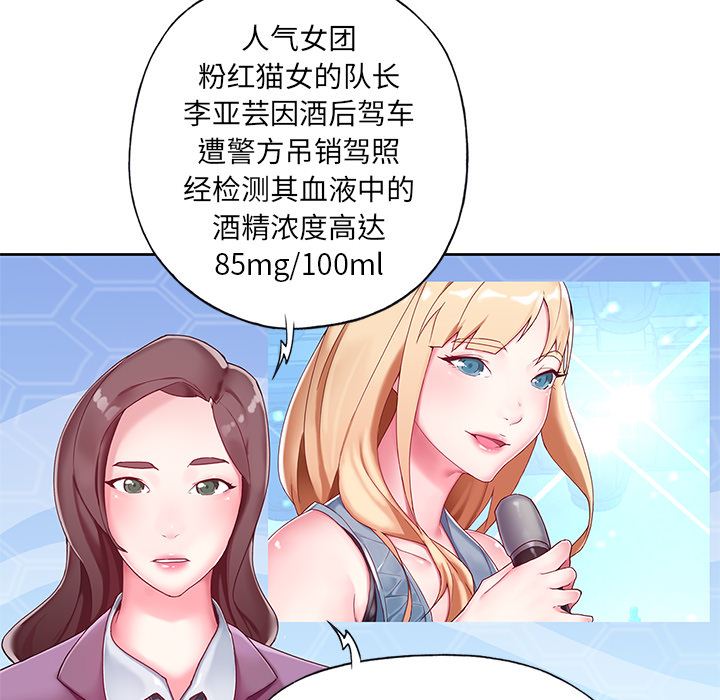 人气女团
粉红猫女的队长
李亚芸因酒后驾车
遭警方吊销驾照
经检测其血液中的
酒精浓度高达
85mg/100ml